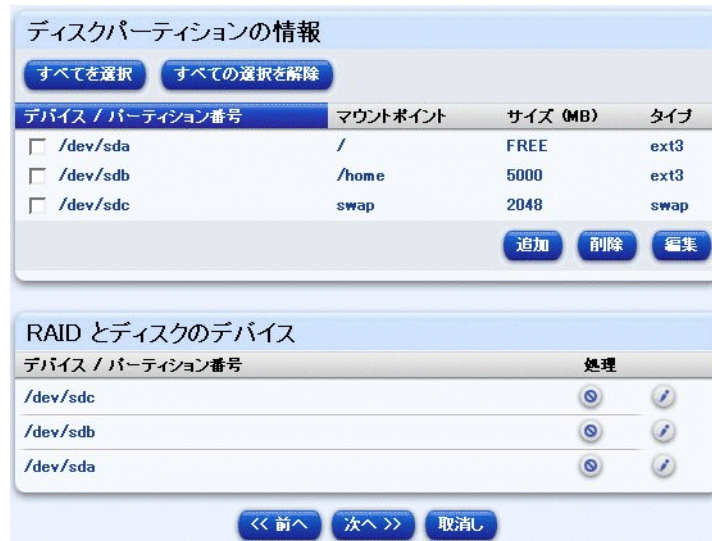 ディスクパーティションの情報
すべてを選択 すべての選択を解除
デバイス / パーティション番号 マウントポイント サイズ (MB) タイプ
/dev/sda / FREE ext3
/dev/sdb /home 5000 ext3
/dev/sdc swap 2048 swap
追加 削除 編集
RAID とディスクのデバイス
デバイス / パーティション番号 処理
/dev/sdc
/dev/sdb
/dev/sda
<< 前へ 次へ >> 取消し